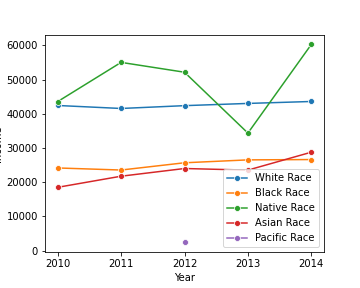 60000
50000
40000
30000
20000
10000
0
White Race
Black Race
Native Race
Asian Race
Pacific Race
2010 2011 2012 2013 2014
Year